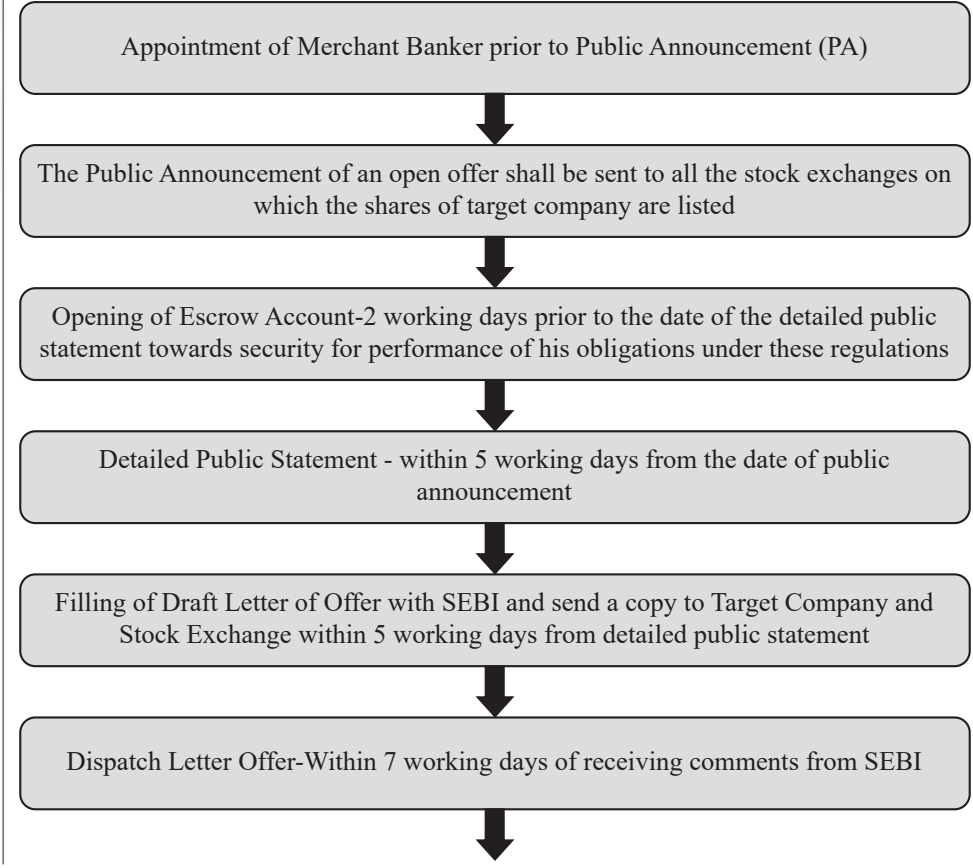 Appointment of Merchant Banker prior to Public Announcement (PA)
The Public Announcement of an open offer shall be sent to all the stock exchanges on
which the shares of target company are listed
Opening of Escrow Account-2 working days prior to the date of the detailed public
statement towards security for performance of his obligations under these regulations
Detailed Public Statement - within 5 working days from the date of public
announcement
Filling of Draft Letter of Offer with SEBI and send a copy to Target Company and
Stock Exchange within 5 working days from detailed public statement
Dispatch Letter Offer-Within 7 working days of receiving comments from SEBI